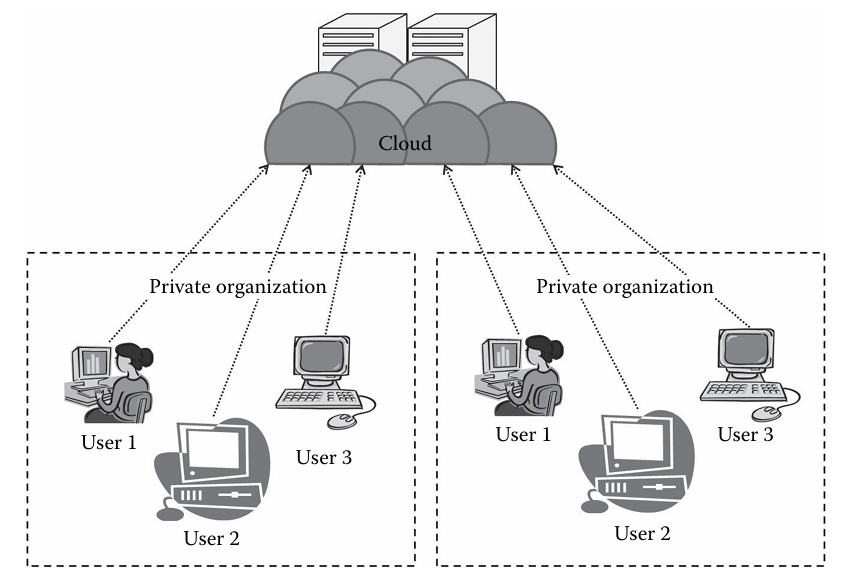 Cloud
Private organization
User 1
User 2
User 3
Private organization
User 1
User 2
User 3